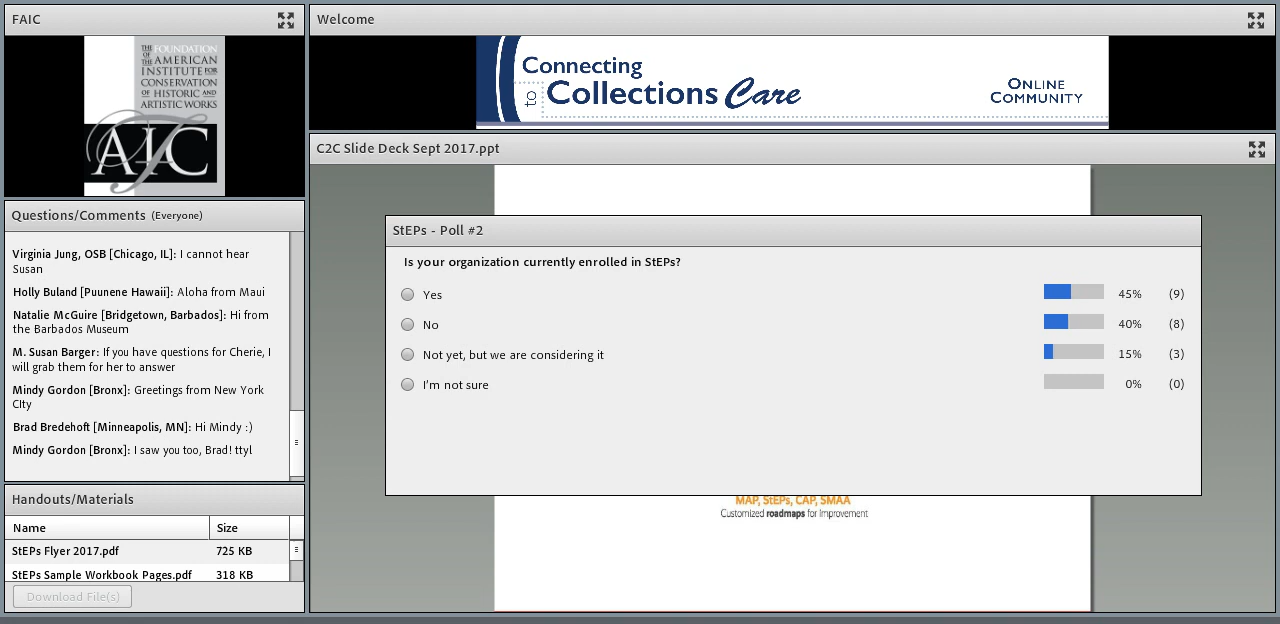 FAIC
THE FOUNDATION
OF THE AMERICAN
INSTITUTE FOR
CONSERVATION
OF HISTORIC AND
ARTISTIC WORKS
AIC
Questions/Comments (Everyone)
Virginia Jung, OSB [Chicago, IL]: I cannot hear
Susan
Holly Buland [Puunene Hawaii]: Aloha from Maui
Natalie McGuire [Bridgetown, Barbados]: Hi from
the Barbados Museum
M. Susan Barger: If you have questions for Cherie, I
will grab them for her to answer
Mindy Gordon [Bronx]: Greetings from New York
CIty
Brad Bredehoft [Minneapolis, MN]: Hi Mindy :)
Mindy Gordon [Bronx]: I saw you too, Brad! ttyl
Handouts/Materials
Name Size
StEPs Flyer 2017.pdf 725 KB
StEPs Sample Workbook Pages.pdf 318 KB
Download File(s)
Welcome
Connecting
to Collections Care
ONLINE
COMMUNITY
C2C Slide Deck Sept 2017.ppt
StEPs - Poll #2
Is your organization currently enrolled in StEPs?
Yes 45% (9)
No 40% (8)
Not yet, but we are considering it 15% (3)
I'm not sure 0% (0)
MAP, StEPs, CAP, SMAA
Customized roadmaps for improvement